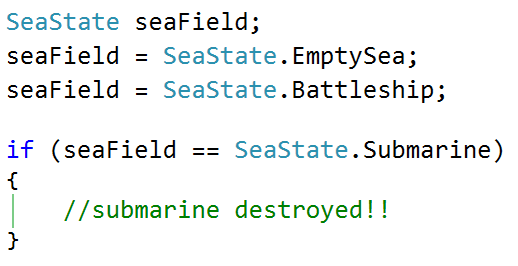 SeaState seaField;
seaField = SeaState.EmptySea;
seaField = SeaState.Battleship;
if (seaField == SeaState.Submarine)
{
//submarine destroyed!!
}